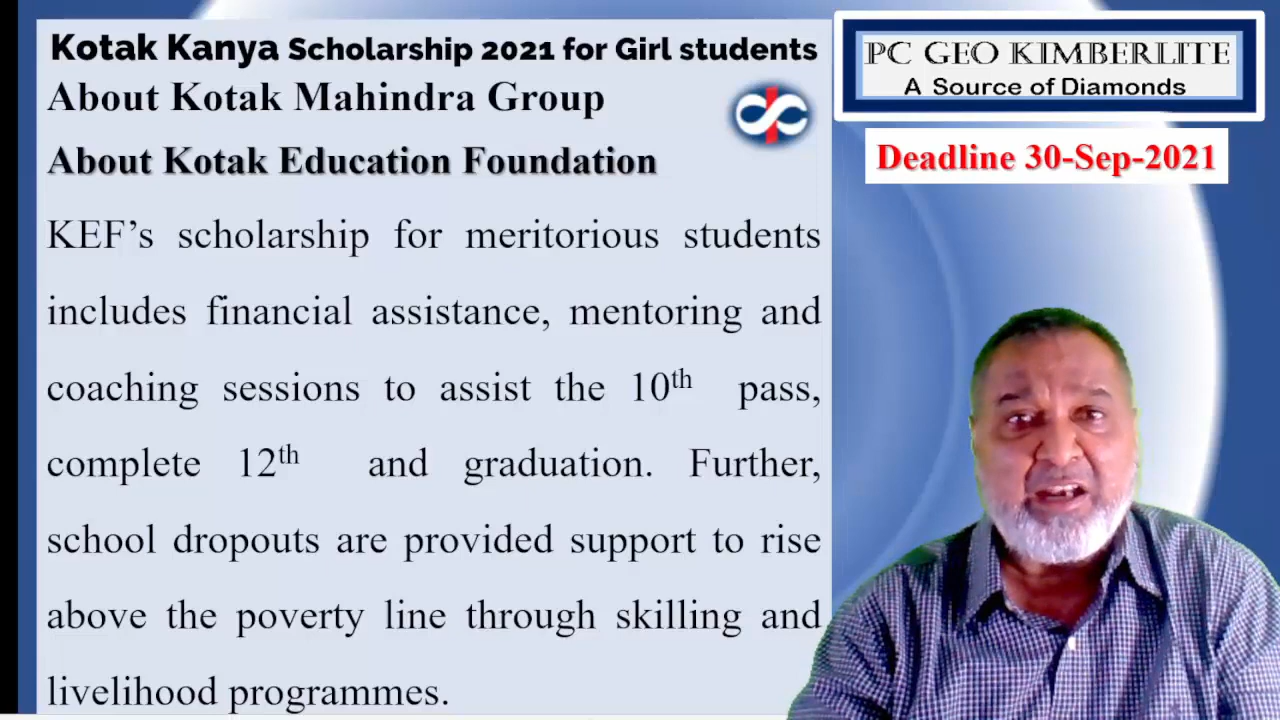 Kotak Kanya Scholarship 2021 for Girl students
About Kotak Mahindra Group
About Kotak Education Foundation
KEF’s scholarship for meritorious students
includes financial assistance, mentoring and
coaching sessions to assist the 10th pass,
complete 12th and graduation. Further,
school dropouts are provided support to rise
above the poverty line through skilling and
livelihood programmes.
PC GEO KIMBERLITE
A Source of Diamonds
Deadline 30-Sep-2021